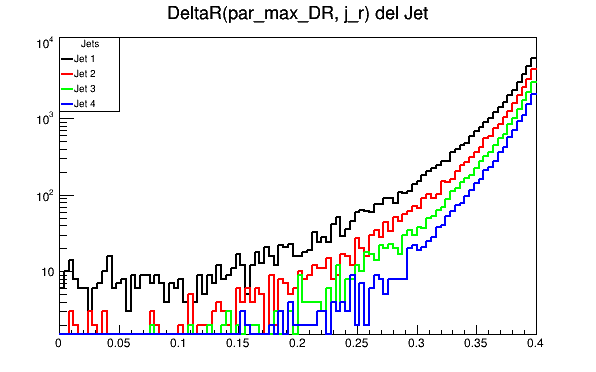 DeltaR(par_max_DR, j_r) del Jet
Jets
Jet 1
Jet 2
Jet 3
Jet 4
10^4
10^3
10^2
10
0 0.05 0.1 0.15 0.2 0.25 0.3 0.35 0.4